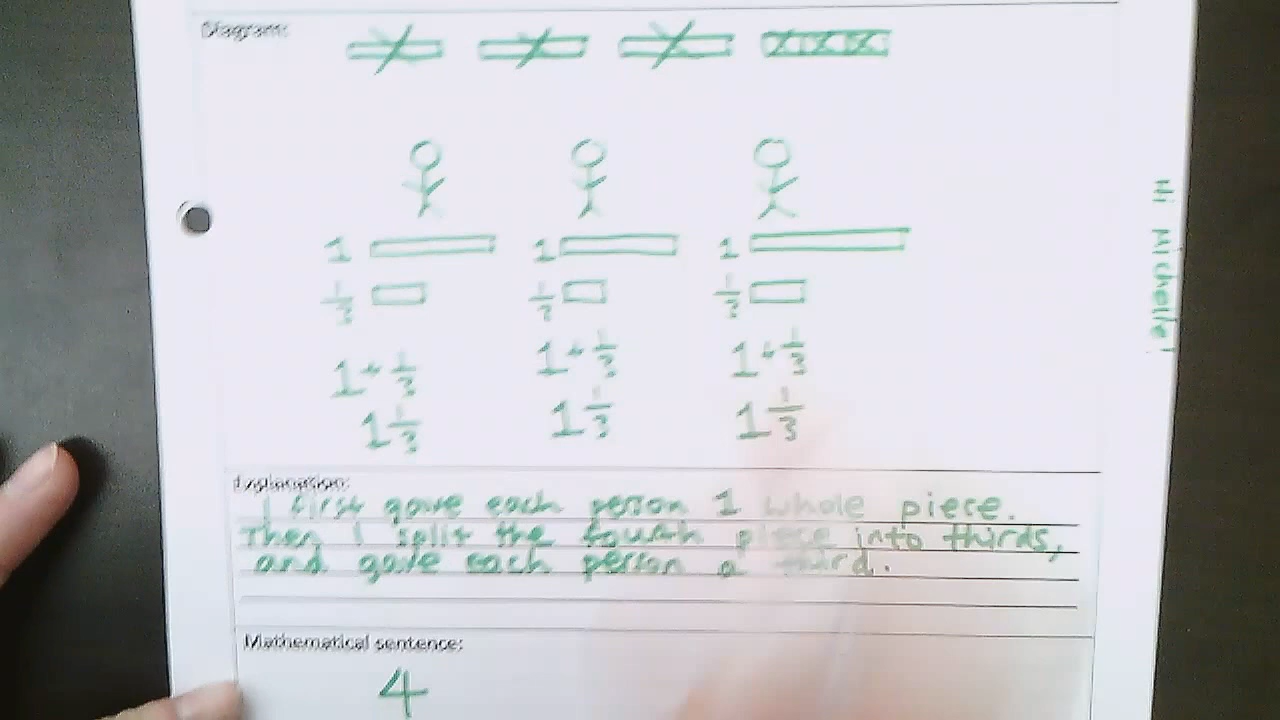 Diagram:
1 1 1
1/3 1/3 1/3
1+1/3 1+1/3 1+1/3
1 1/3 1 1/3 1 1/3
Explanation:
I first gave each person 1 whole piece.
Then I split the fourth piece into thirds,
and gave each person a third.
Mathematical sentence:
4
Hi Michelle!